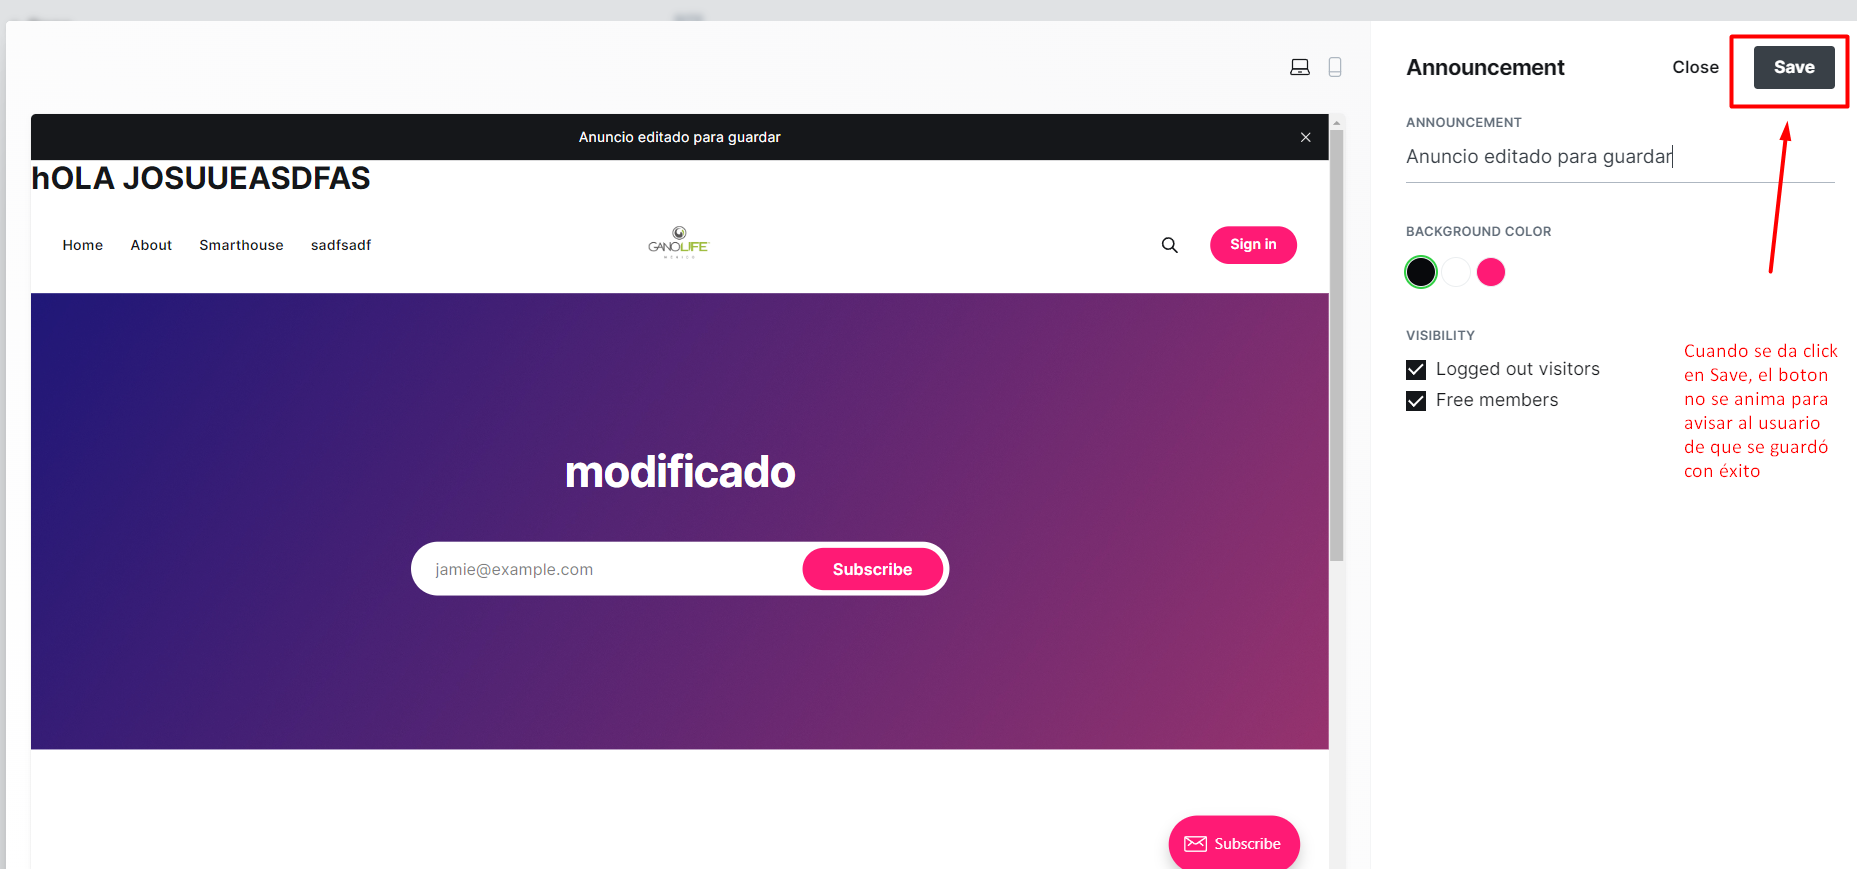 Announcement
Close
Save
ANNOUNCEMENT
Anuncio editado para guardar
BACKGROUND COLOR
VISIBILITY
Logged out visitors
Free members
Cuando se da click
en Save, el boton
no se anima para
avisar al usuario
de que se guardó
con éxito
Anuncio editado para guardar
hOLA JOSUUEASDFAS
Home
About
Smarthouse
sadfsadf
GANOLIFE
MEXICO
Sign in
modificado
jamie@example.com
Subscribe
Subscribe